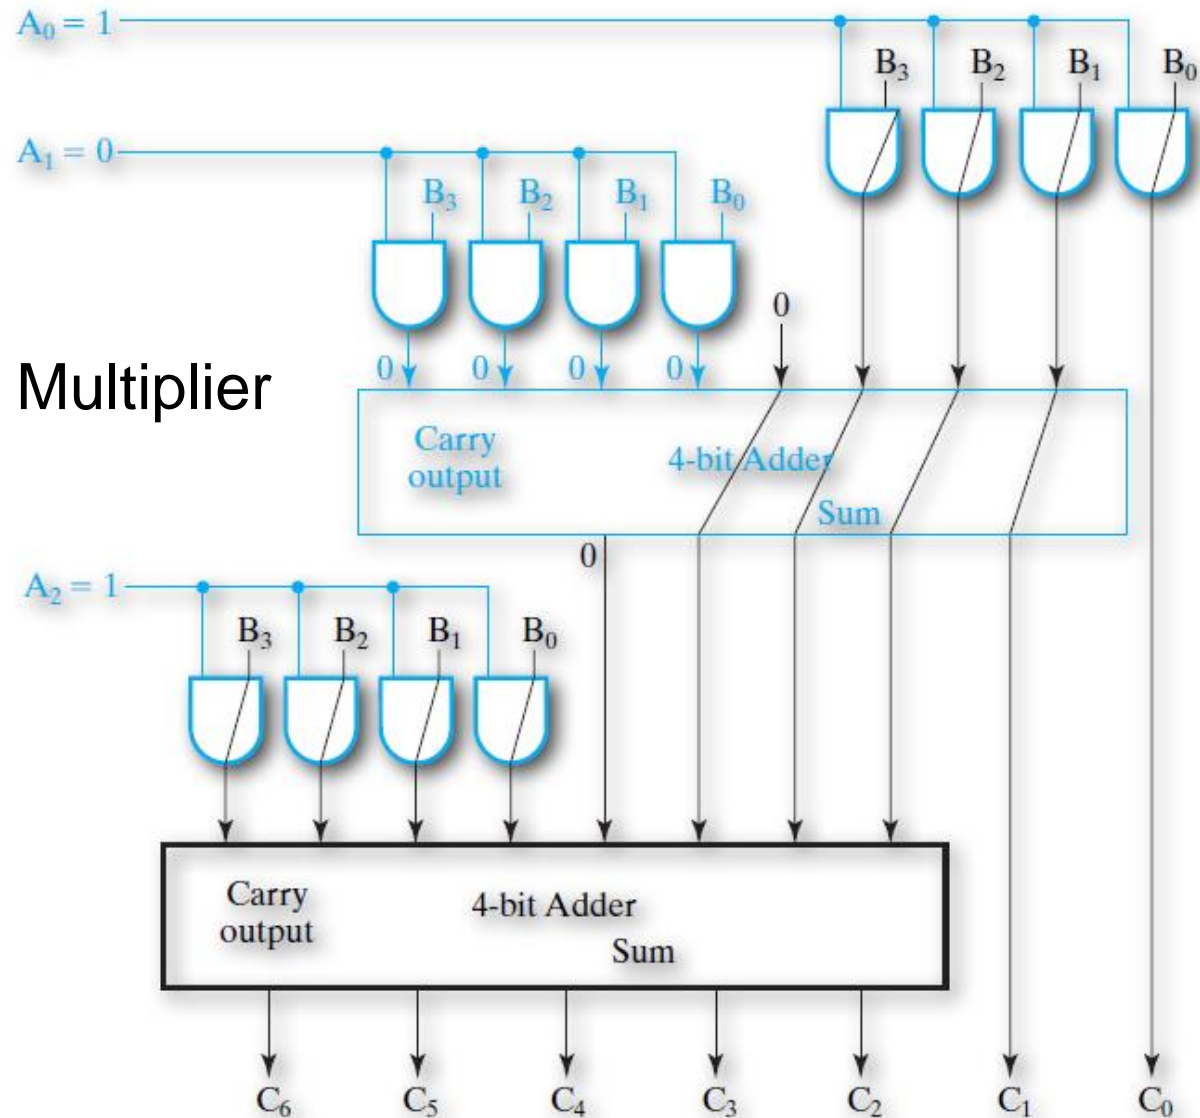 A₀ = 1
B₃ B₂ B₁ B₀
A₁ = 0
B₃ B₂ B₁ B₀
0
0 0 0 0
Multiplier
Carry
output
4-bit Adder
Sum
0
A₂ = 1
B₃ B₂ B₁ B₀
Carry
output
4-bit Adder
Sum
C₆ C₅ C₄ C₃ C₂ C₁ C₀